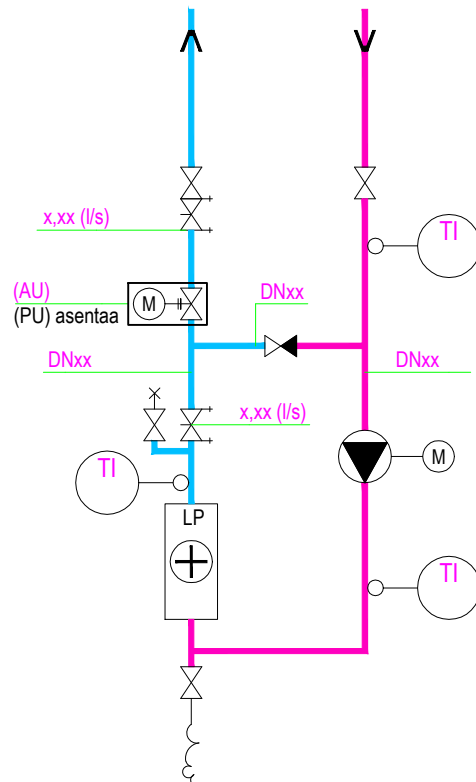 x,xx (l/s)
TI
(AU)
M
(PU) asentaa
DNxx
DNxx
DNxx
x,xx (l/s)
TI
M
LP
TI